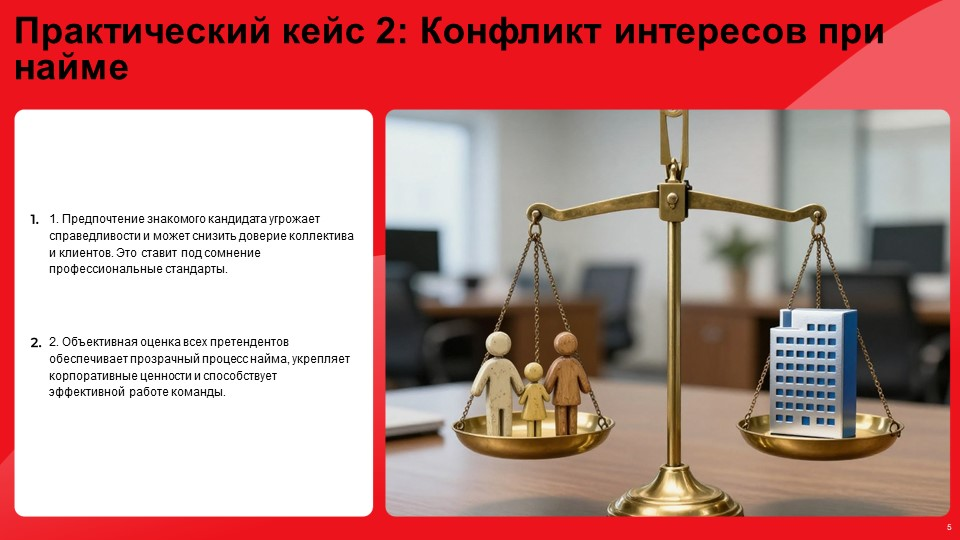 Практический кейс 2: Конфликт интересов при
найме
1. 1. Предпочтение знакомого кандидата угрожает
справедливости и может снизить доверие коллектива
и клиентов. Это ставит под сомнение
профессиональные стандарты.
2. 2. Объективная оценка всех претендентов
обеспечивает прозрачный процесс найма, укрепляет
корпоративные ценности и способствует
эффективной работе команды.
5